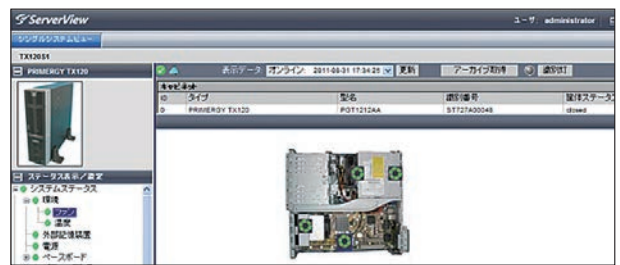 ServerView
ユーザ: administrator
シングルシステムビュー
TX120S1
PRIMERGY TX120
表示データ: オンライン: 2011-08-31 17:34:25 更新 アーカイブ取得 識別灯
キャビネット
ID タイプ 型名 識別番号 筐体ステータス
0 PRIMERGY TX120 PGT1212AA closed
ステータス表示/設定
システムステータス
環境
ファン
温度
外部記憶装置
電源
ベースボード